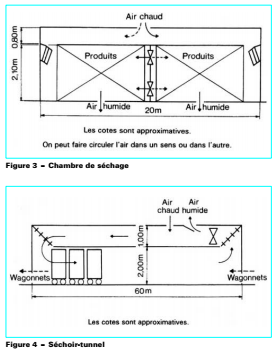 Air chaud
0,80m
2,10m
Produits
Produits
Air
humide
Air
humide
20m
Les cotes sont approximatives.
On peut faire circuler l'air dans un sens ou dans l'autre.
Figure 3 – Chambre de séchage
Air
chaud
Air
humide
1,00m
2,00m
Wagonnets
Wagonnets
60m
Les cotes sont approximatives.
Figure 4 – Séchoir-tunnel